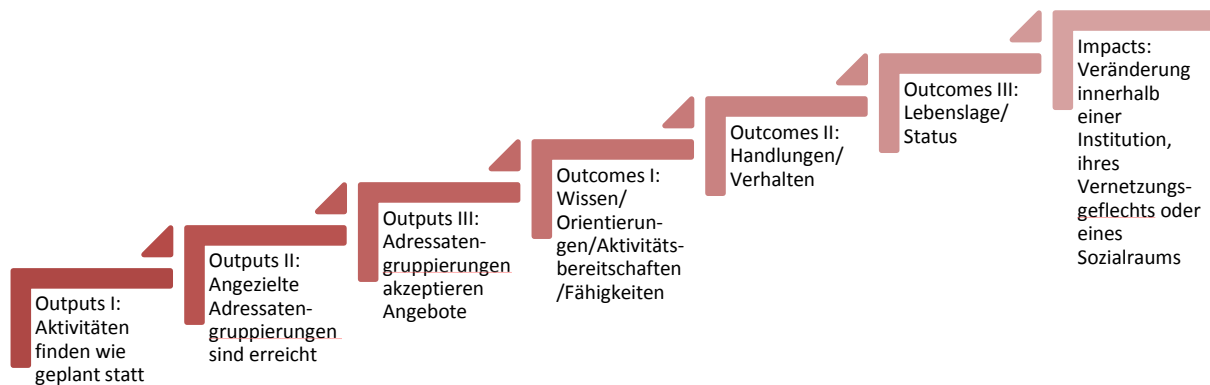 Outputs I:
Aktivitäten
finden wie
geplant statt
Outputs II:
Angezielte
Adressaten-
gruppierungen
sind erreicht
Outputs III:
Adressaten-
gruppierungen
akzeptieren
Angebote
Outcomes I:
Wissen/
Orientierun-
gen/Aktivitäts-
bereitschaften
/Fähigkeiten
Outcomes II:
Handlungen/
Verhalten
Outcomes III:
Lebenslage/
Status
Impacts:
Veränderung
innerhalb
einer
Institution,
ihres
Vernetzungs-
geflechts oder
eines
Sozialraums